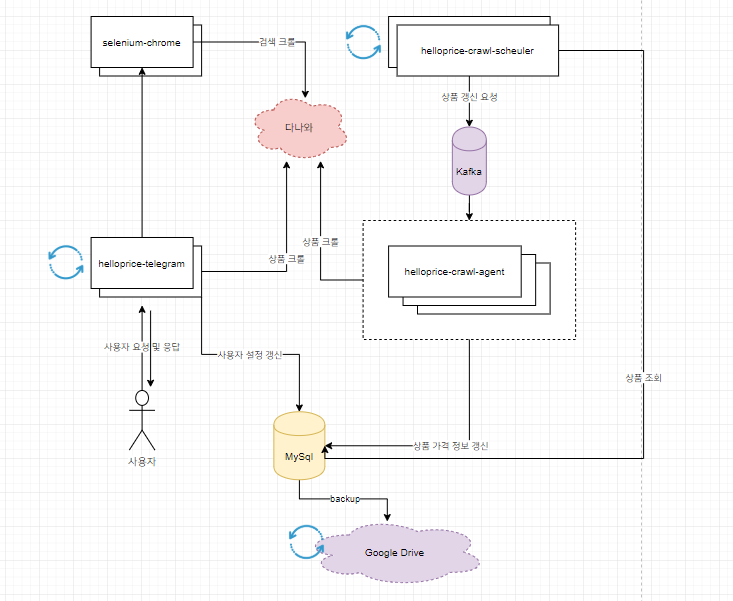 selenium-chrome
검색 크롤
helloprice-crawl-scheuler
상품 갱신 요청
다나와
Kafka
helloprice-telegram
상품 크롤
상품 크롤
helloprice-crawl-agent
사용자 요청 및 응답
사용자 설정 갱신
상품 조회
사용자
MySql
상품 가격 정보 갱신
backup
Google Drive